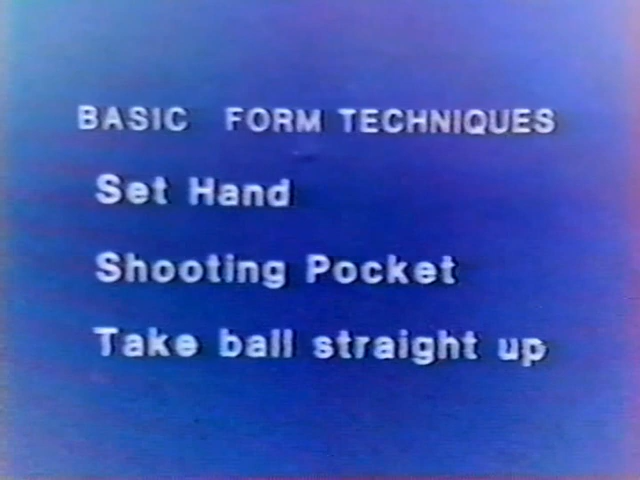 BASIC FORM TECHNIQUES
Set Hand
Shooting Pocket
Take ball straight up